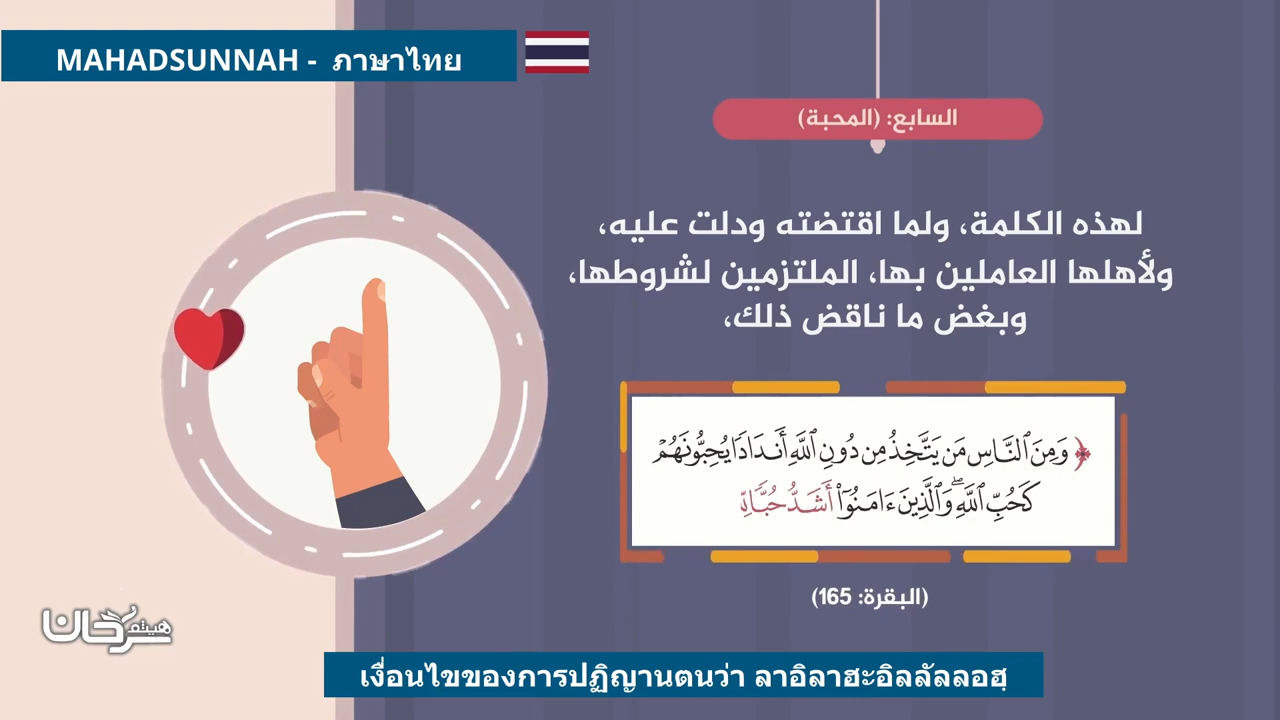 MAHADSUNNAH - ภาษาไทย
السابع: (المحبة)
لهذه الكلمة، ولما اقتضته ودلت عليه،
ولأهلها العاملين بها، الملتزمين لشروطها،
وبغض ما ناقض ذلك،
﴿ وَمِنَ ٱلنَّاسِ مَن يَتَّخِذُ مِن دُونِ ٱللَّهِ أَندَادٗا يُحِبُّونَهُمۡ
كَحُبِّ ٱللَّهِۖ وَٱلَّذِينَ ءَامَنُوٓاْ أَشَدُّ حُبّٗا لِّ
(البقرة: 165)
هيثم سرحان
เงื่อนไขของการปฏิญานตนว่า ลาอิลาฮะอิลลัลลอฮฺ